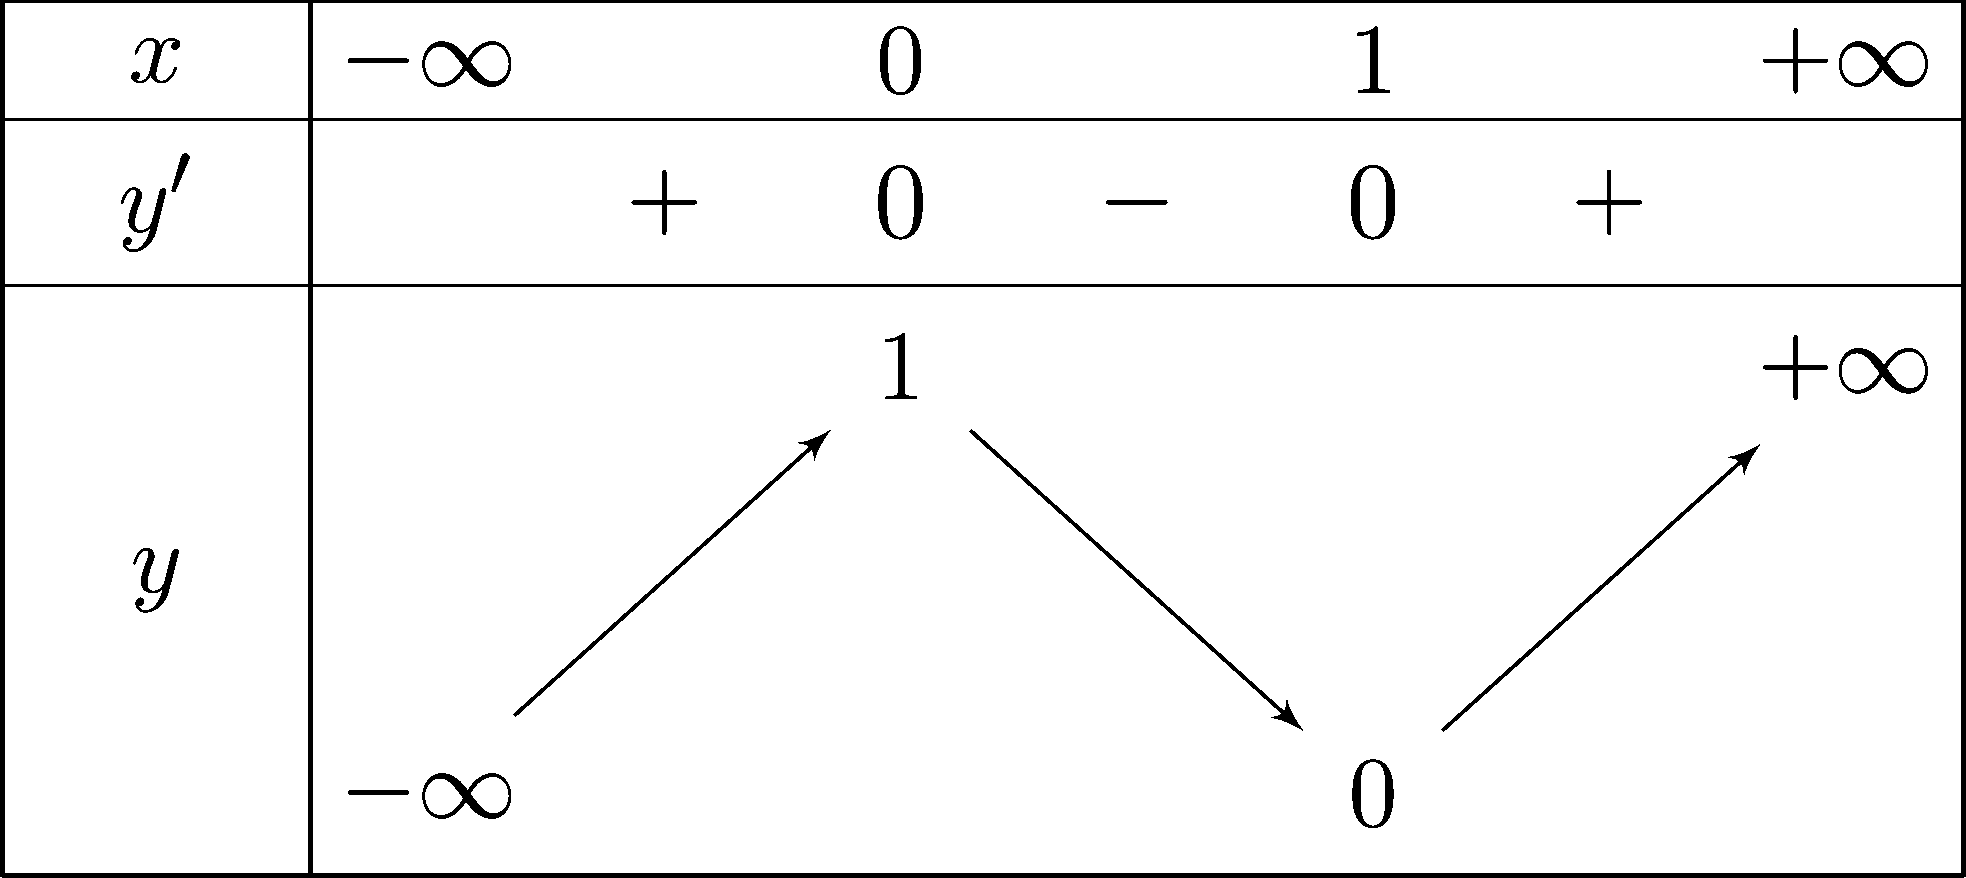 x −∞ 0 1 +∞
y′ + 0 − 0 +
1 +∞
y
−∞ 0